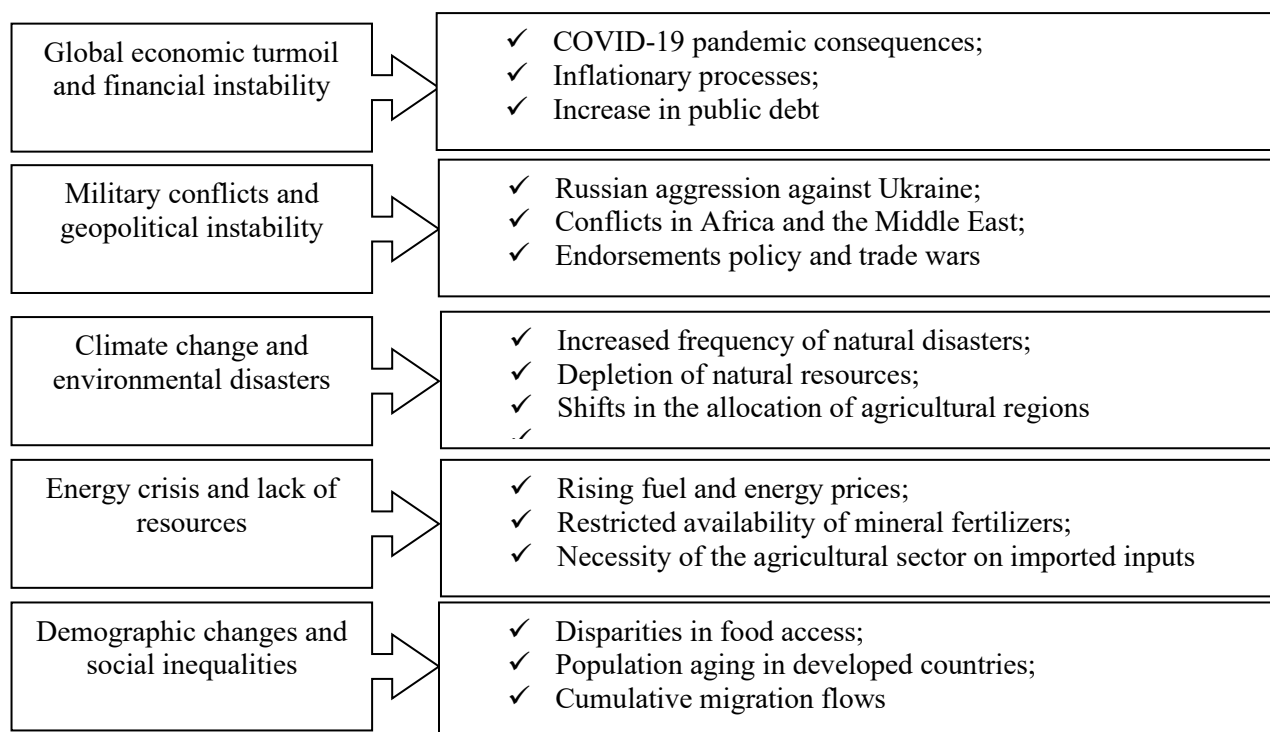 Global economic turmoil
and financial instability
✓ COVID-19 pandemic consequences;
✓ Inflationary processes;
✓ Increase in public debt
Military conflicts and
geopolitical instability
✓ Russian aggression against Ukraine;
✓ Conflicts in Africa and the Middle East;
✓ Endorsements policy and trade wars
Climate change and
environmental disasters
✓ Increased frequency of natural disasters;
✓ Depletion of natural resources;
✓ Shifts in the allocation of agricultural regions
Energy crisis and lack of
resources
✓ Rising fuel and energy prices;
✓ Restricted availability of mineral fertilizers;
✓ Necessity of the agricultural sector on imported inputs
Demographic changes and
social inequalities
✓ Disparities in food access;
✓ Population aging in developed countries;
✓ Cumulative migration flows